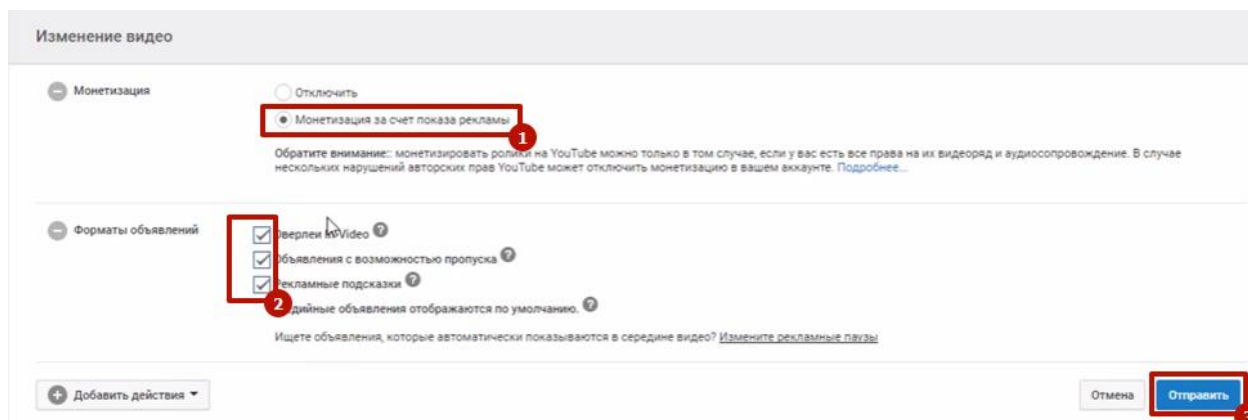 Изменение видео
Монетизация
Отключить
Монетизация за счет показа рекламы
1
Обратите внимание:: монетизировать ролики на YouTube можно только в том случае, если у вас есть все права на их видеоряд и аудиосопровождение. В случае
нескольких нарушений авторских прав YouTube может отключить монетизацию в вашем аккаунте. Подробнее...
Форматы объявлений
Video
Объявления с возможностью пропуска
Рекламные подсказки
2
объявления отображаются по умолчанию.
Ищете объявления, которые автоматически показываются в середине видео? Измените рекламные паузы
Добавить действия
Отмена
Отправить